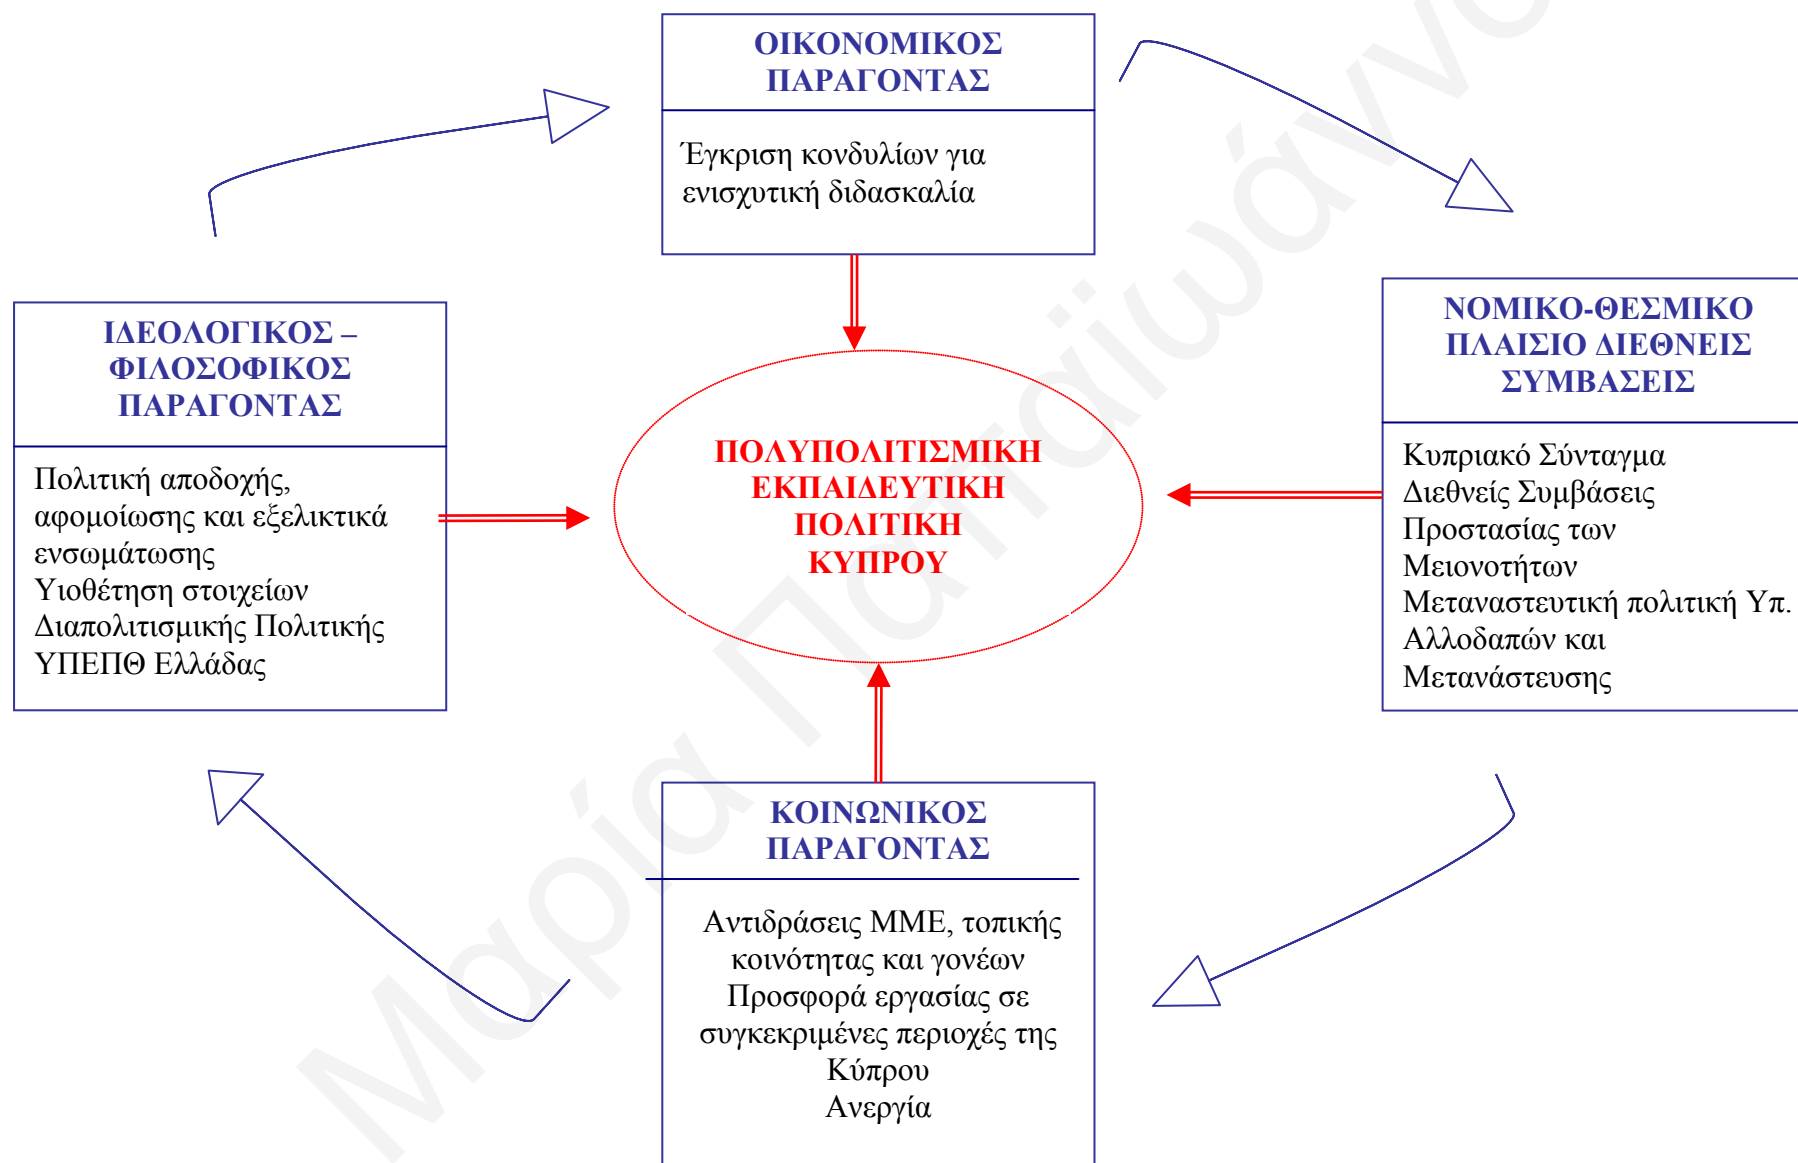 ΟΙΚΟΝΟΜΙΚΟΣ
ΠΑΡΑΓΟΝΤΑΣ
Έγκριση κονδυλίων για
ενισχυτική διδασκαλία
ΙΔΕΟΛΟΓΙΚΟΣ –
ΦΙΛΟΣΟΦΙΚΟΣ
ΠΑΡΑΓΟΝΤΑΣ
Πολιτική αποδοχής,
αφομοίωσης και εξελικτικά
ενσωμάτωσης
Υιοθέτηση στοιχείων
Διαπολιτισμικής Πολιτικής
ΥΠΕΠΘ Ελλάδας
ΠΟΛΥΠΟΛΙΤΙΣΜΙΚΗ
ΕΚΠΑΙΔΕΥΤΙΚΗ
ΠΟΛΙΤΙΚΗ
ΚΥΠΡΟΥ
ΝΟΜΙΚΟ-ΘΕΣΜΙΚΟ
ΠΛΑΙΣΙΟ ΔΙΕΘΝΕΙΣ
ΣΥΜΒΑΣΕΙΣ
Κυπριακό Σύνταγμα
Διεθνείς Συμβάσεις
Προστασίας των
Μειονοτήτων
Μεταναστευτική πολιτική Υπ.
Αλλοδαπών και
Μετανάστευσης
ΚΟΙΝΩΝΙΚΟΣ
ΠΑΡΑΓΟΝΤΑΣ
Αντιδράσεις ΜΜΕ, τοπικής
κοινότητας και γονέων
Προσφορά εργασίας σε
συγκεκριμένες περιοχές της
Κύπρου
Ανεργία
Μαρία